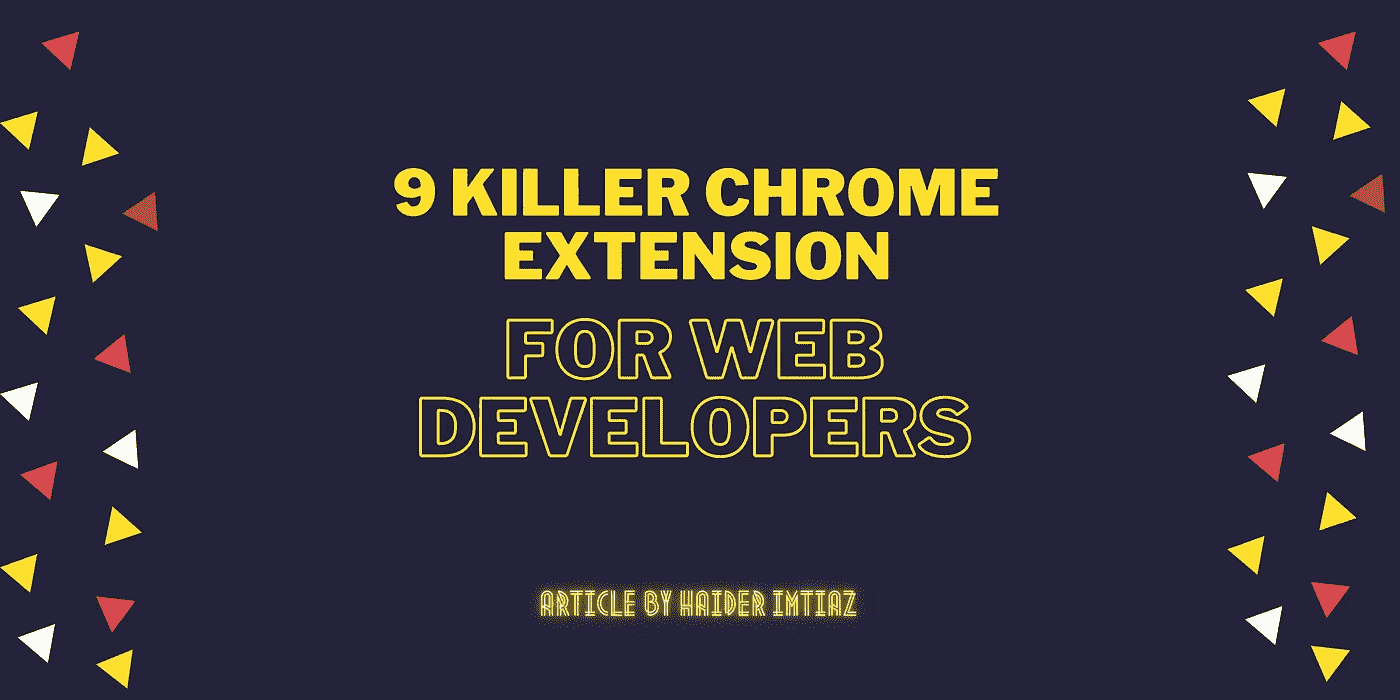 9 KILLER CHROME
EXTENSION
FOR WEB
DEVELOPERS
ARTICLE BY HAIDER IMTIAZ